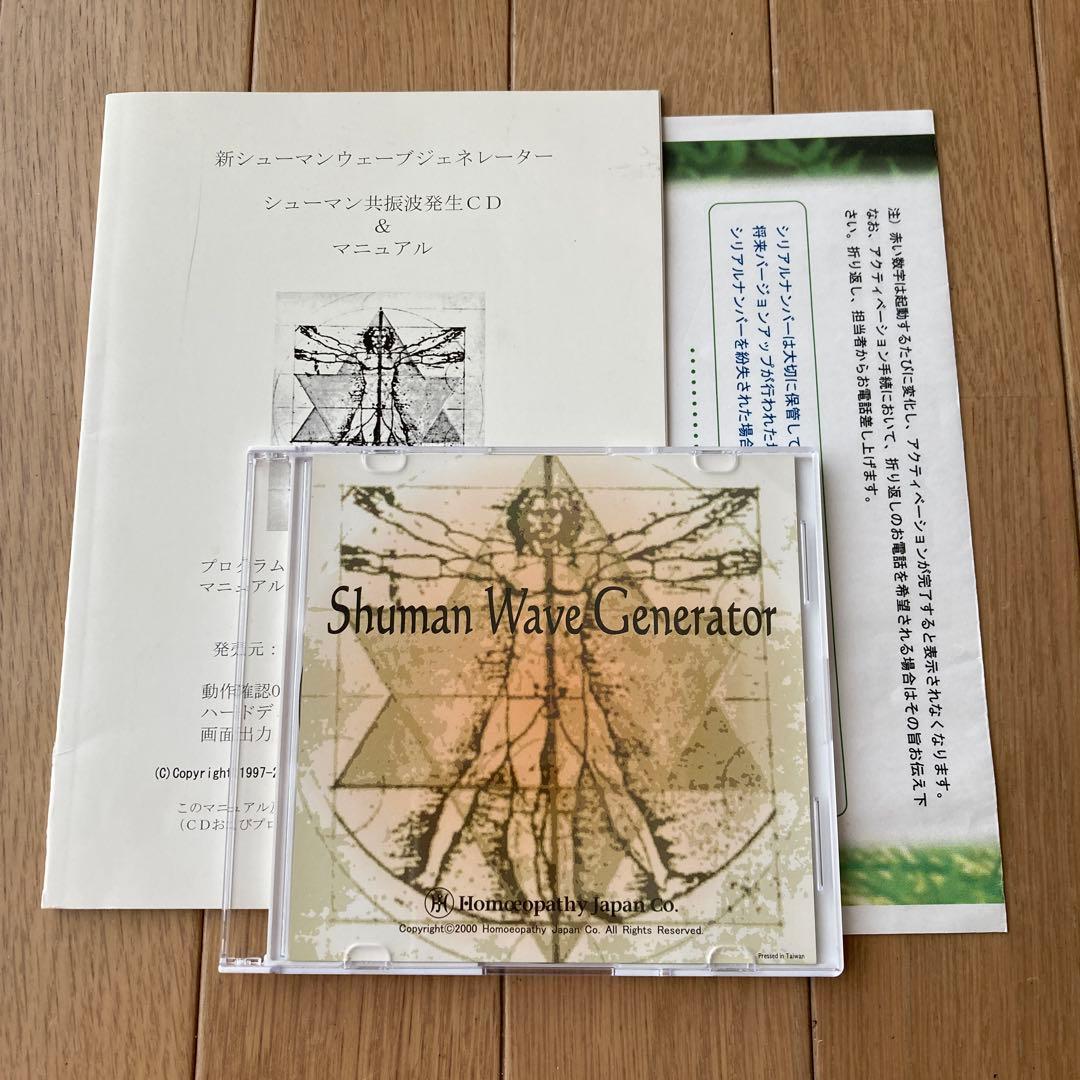 新シューマンウェーブジェネレーター
シューマン共振波発生ＣＤ
＆
マニュアル
プログラム
マニュアル
発売元：
動作確認O
ハードデ
画面出力
(C)Copyright 1997-2
このマニュアル
（ＣＤおよびプロ
注）赤い数字は起動するたびに変化し、アクティベーションが完了すると表示されなくなります。
なお、アクティベーション手続において、折り返しのお電話を希望される場合はその旨お伝え下
さい。折り返し、担当者からお電話差し上げます。
シリアルナンバーは大切に保管して
将来バージョンアップが行われた
シリアルナンバーを紛失された場合
Shuman Wave Generator
Homœopathy Japan Co.
Copyright©2000 Homoeopathy Japan Co. All Rights Reserved.
Pressed in Taiwan